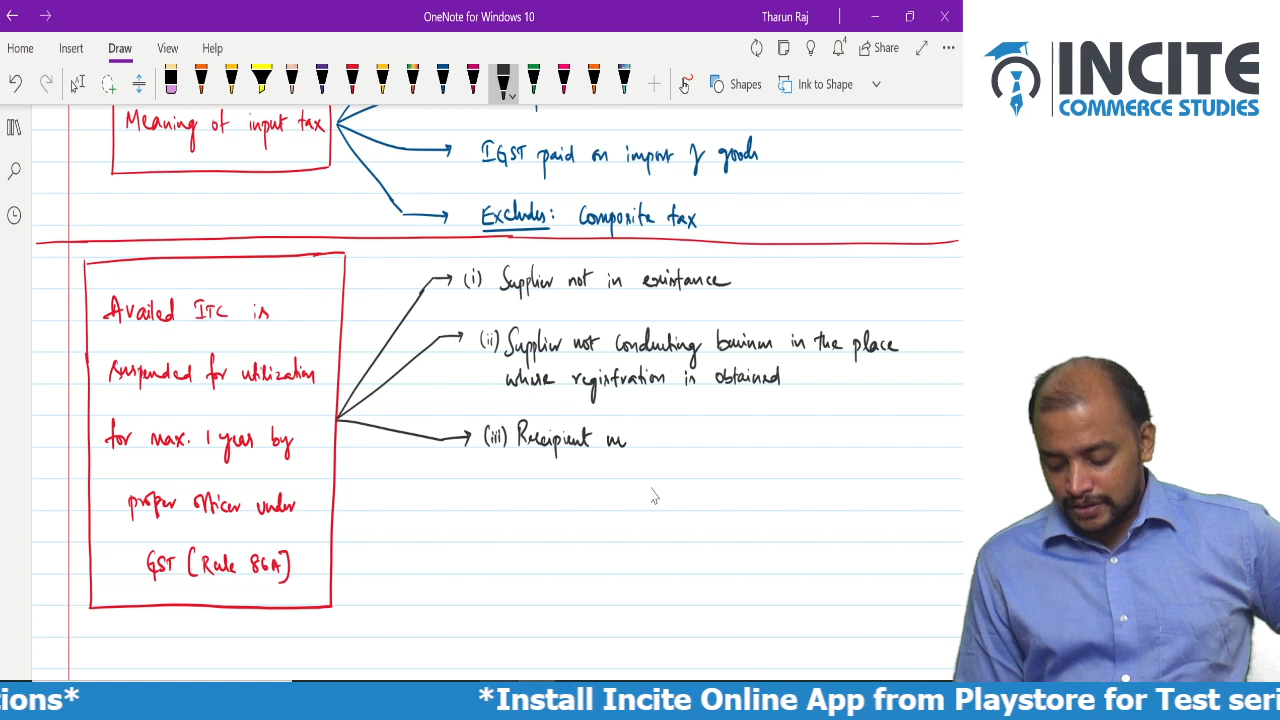 OneNote for Windows 10
Tharun Raj
Home Insert Draw View Help
4
Share
Shapes
Ink to Shape
INCITE
COMMERCE STUDIES
Meaning of input tax
IGST paid on import of goods
Excludes: Composite tax
Availed ITC is
suspended for utilization
for max. 1 year by
proper officer under
GST [Rule 86A]
(i) Supplier not in existance
(ii) Supplier not conducting business in the place
where registration is obtained
(iii) Recipient
tions*
*Install Incite Online App from Playstore for Test seri